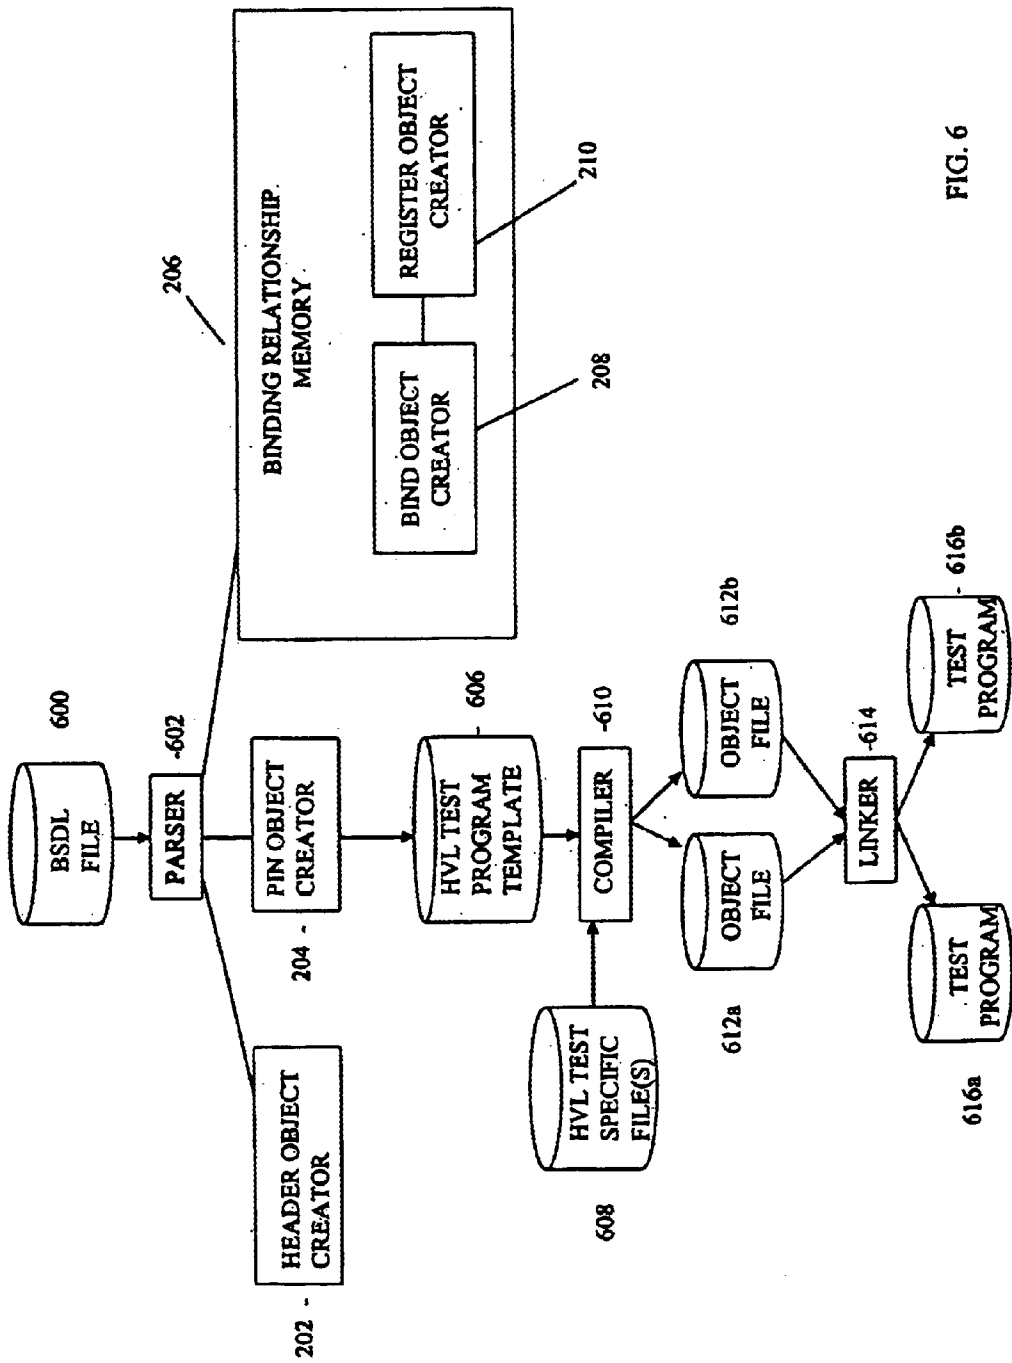 600
BSDL
FILE
PARSER
-602
206
BINDING RELATIONSHIP
MEMORY
BIND OBJECT
CREATOR
208
REGISTER OBJECT
CREATOR
210
202 -
HEADER OBJECT
CREATOR
204 -
PIN OBJECT
CREATOR
HVL TEST
PROGRAM
TEMPLATE
- 606
608
HVL TEST
SPECIFIC
FILE(S)
COMPILER
-610
612a
OBJECT
FILE
OBJECT
FILE
612b
LINKER
-614
616a
TEST
PROGRAM
TEST
PROGRAM
- 616b
FIG. 6